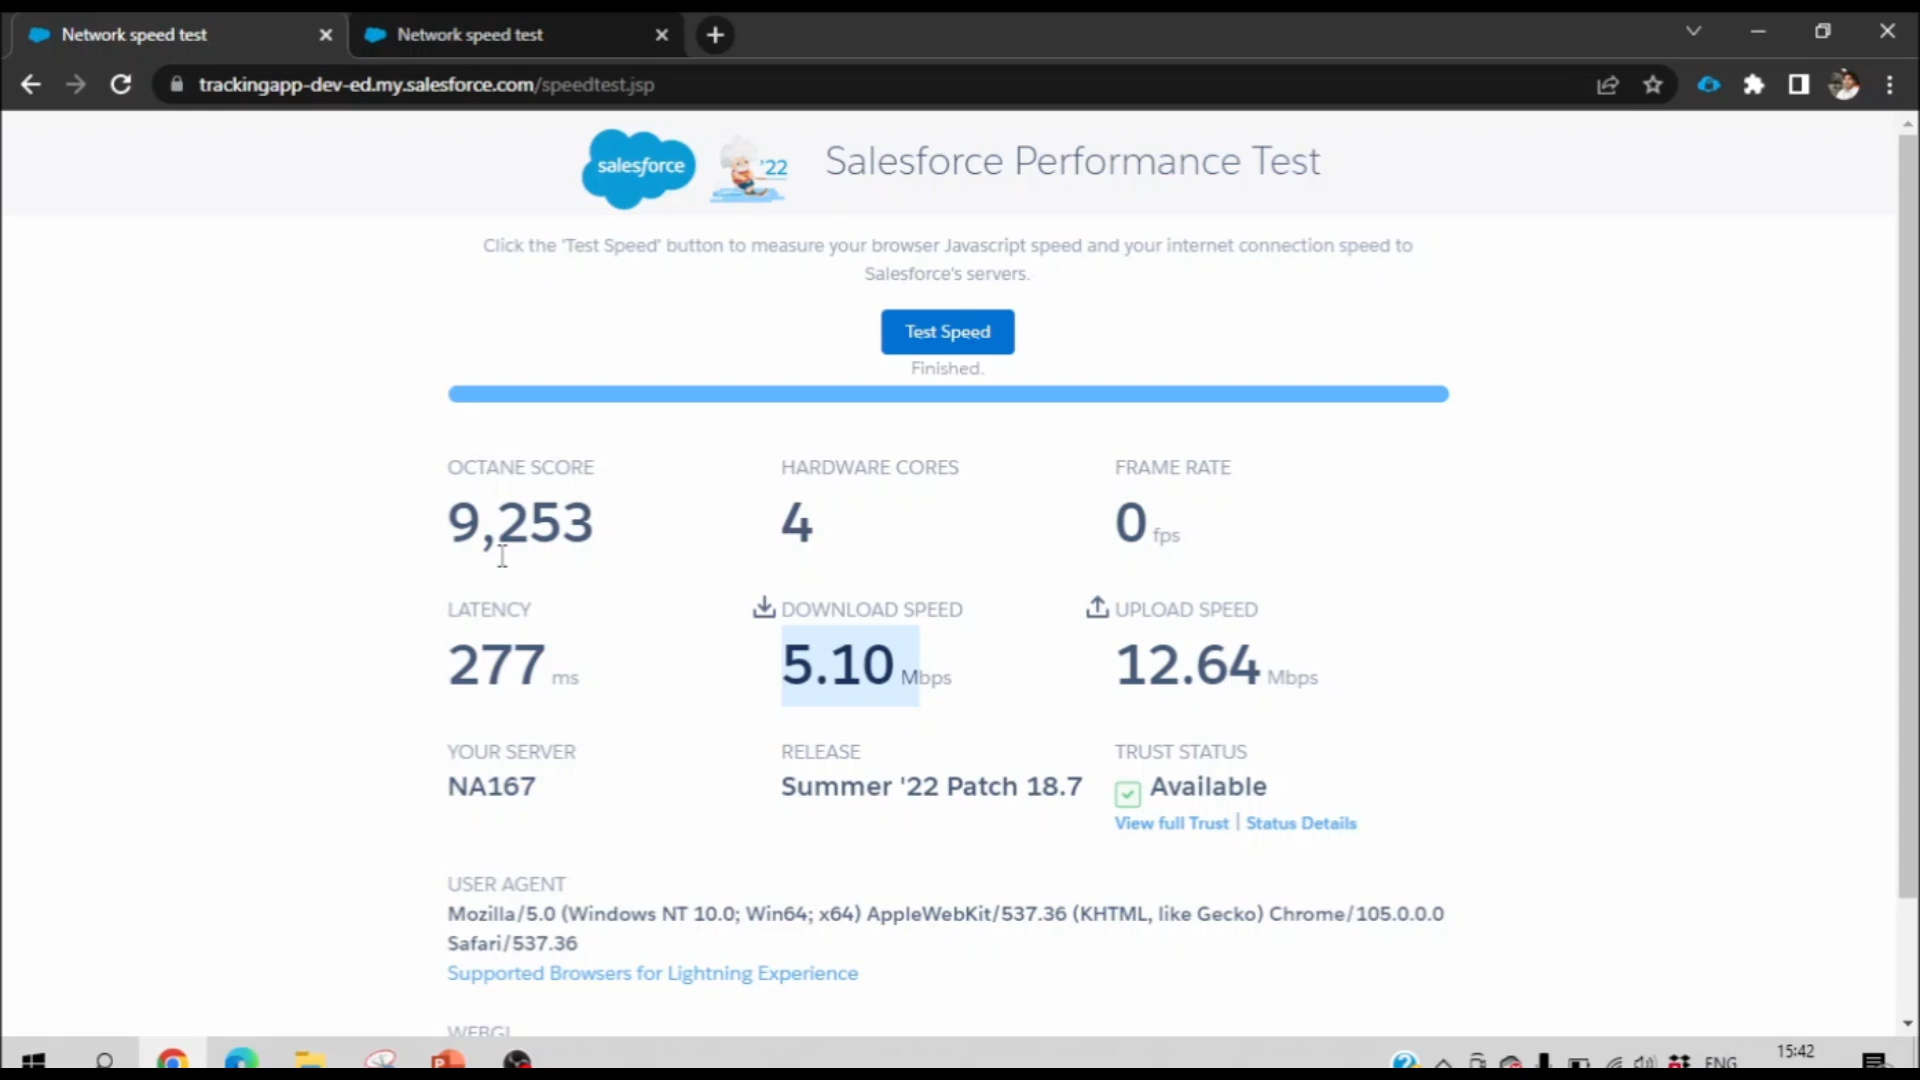 Network speed test
Network speed test
trackingapp-dev-ed.my.salesforce.com/speedtest.jsp
salesforce
'22
Salesforce Performance Test
Click the 'Test Speed' button to measure your browser Javascript speed and your internet connection speed to
Salesforce's servers.
Test Speed
Finished.
OCTANE SCORE
9,253
HARDWARE CORES
4
FRAME RATE
0 fps
LATENCY
277 ms
DOWNLOAD SPEED
5.10 Mbps
UPLOAD SPEED
12.64 Mbps
YOUR SERVER
NA167
RELEASE
Summer '22 Patch 18.7
TRUST STATUS
Available
View full Trust | Status Details
USER AGENT
Mozilla/5.0 (Windows NT 10.0; Win64; x64) AppleWebKit/537.36 (KHTML, like Gecko) Chrome/105.0.0.0
Safari/537.36
Supported Browsers for Lightning Experience
WEBGL
ENG
15:42